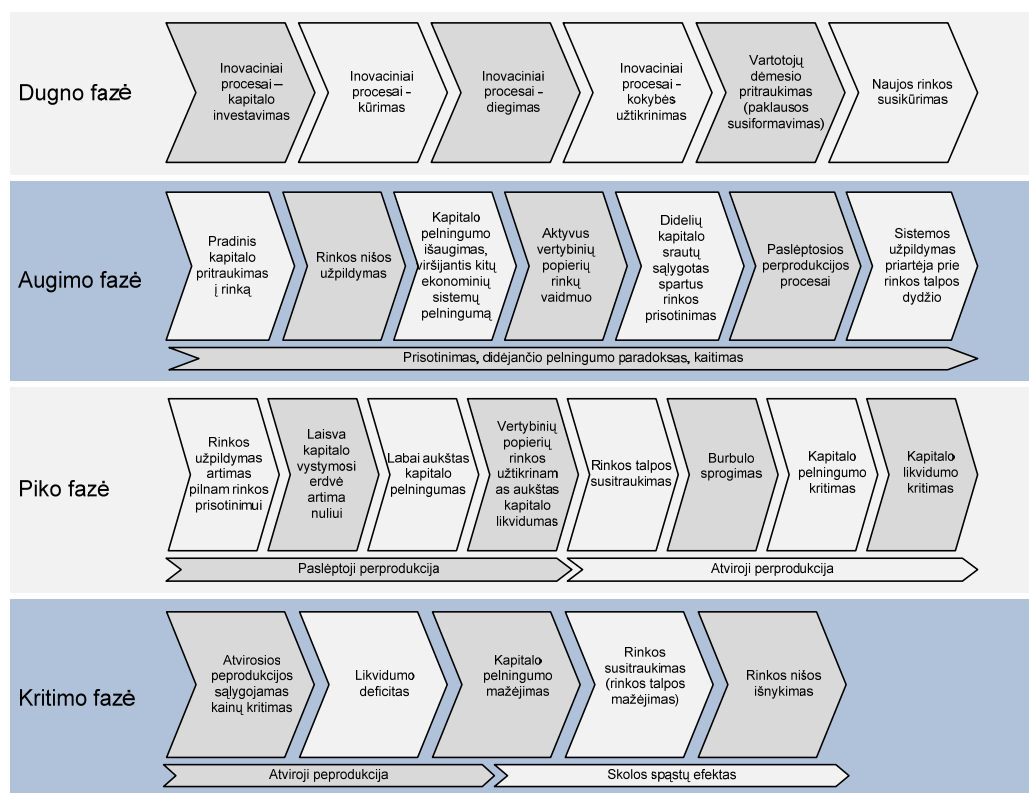 Dugno fazė
Inovaciniai
procesai –
kapitalo
investavimas
Inovaciniai
procesai -
kūrimas
Inovaciniai
procesai -
diegimas
Inovaciniai
procesai -
kokybės
užtikrinimas
Vartotojų
dėmesio
pritraukimas
(paklausos
susiformavimas)
Naujos rinkos
susikūrimas
Augimo fazė
Pradinis
kapitalo
pritraukimas
į rinką
Rinkos nišos
užpildymas
Kapitalo
pelningumo
išaugimas,
viršijantis kitų
ekonominių
sistemų
pelningumą
Aktyvus
vertybinių
popierių
rinkų
vaidmuo
Didelių
kapitalo
srautų
sąlygotas
spartus
rinkos
prisotinimas
Paslėptosios
perprodukcijos
procesai
Sistemos
užpildymas
priartėja prie
rinkos talpos
dydžio
Prisotinimas, didėjančio pelningumo paradoksas, kaitimas
Piko fazė
Rinkos
užpildymas
artimas
pilnam rinkos
prisotinimui
Laisva
kapitalo
vystymosi
erdvė
artima
nuliui
Labai aukštas
kapitalo
pelningumas
Vertybinių
popierių
rinkos
užtikrinam
as aukštas
kapitalo
likvidumas
Rinkos talpos
susitraukimas
Burbulo
sprogimas
Kapitalo
pelningumo
kritimas
Kapitalo
likvidumo
kritimas
Paslėptoji perprodukcija
Atviroji perprodukcija
Kritimo fazė
Atvirosios
peprodukcijos
sąlygojamas
kainų kritimas
Likvidumo
deficitas
Kapitalo
pelningumo
mažėjimas
Rinkos
susitraukimas
(rinkos talpos
mažėjimas)
Rinkos nišos
išnykimas
Atviroji peprodukcija
Skolos spąstų efektas